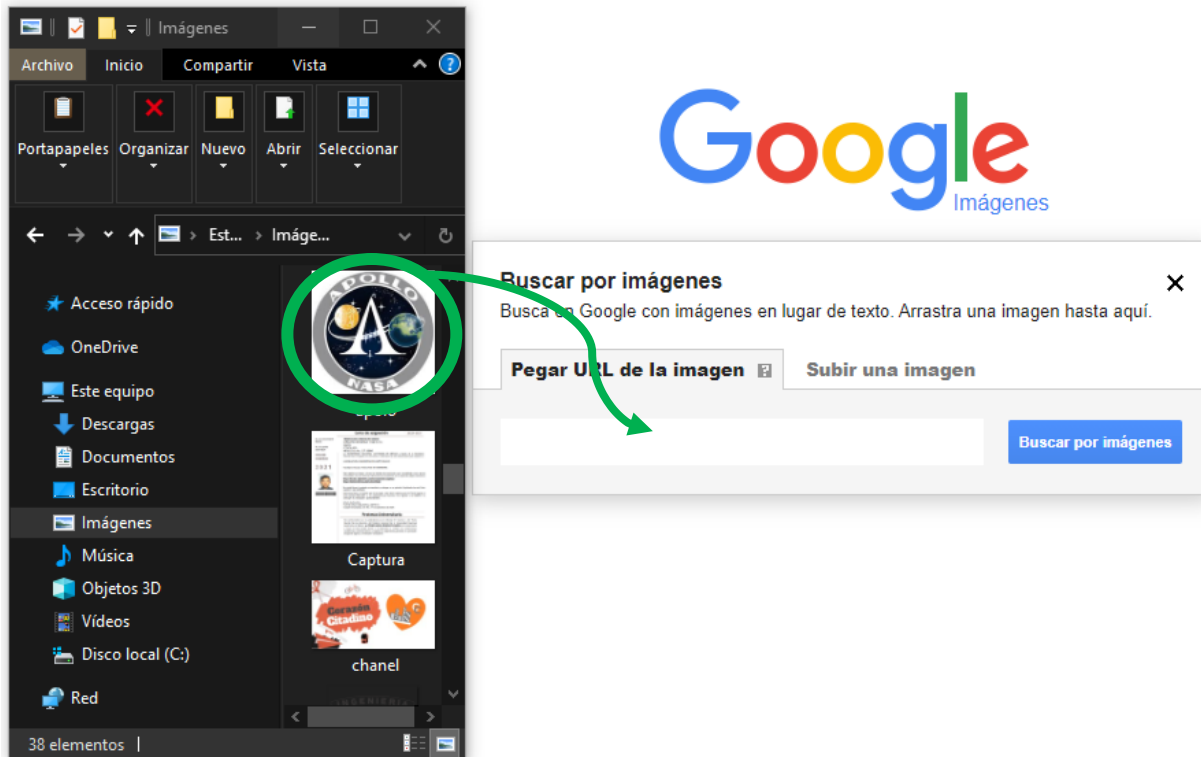 Imágenes
Archivo
Inicio
Compartir
Vista
Portapapeles
Organizar
Nuevo
Abrir
Seleccionar
Est...
Imáge...
Acceso rápido
OneDrive
Este equipo
Descargas
Documentos
Escritorio
Imágenes
Música
Objetos 3D
Vídeos
Disco local (C:)
Red
APOLLO
NASA
apolo
Captura
Corazón
Citadino
chanel
INGENIERÍA
38 elementos
Google
Imágenes
Buscar por imágenes
Busca en Google con imágenes en lugar de texto. Arrastra una imagen hasta aquí.
Pegar URL de la imagen
Subir una imagen
Buscar por imágenes